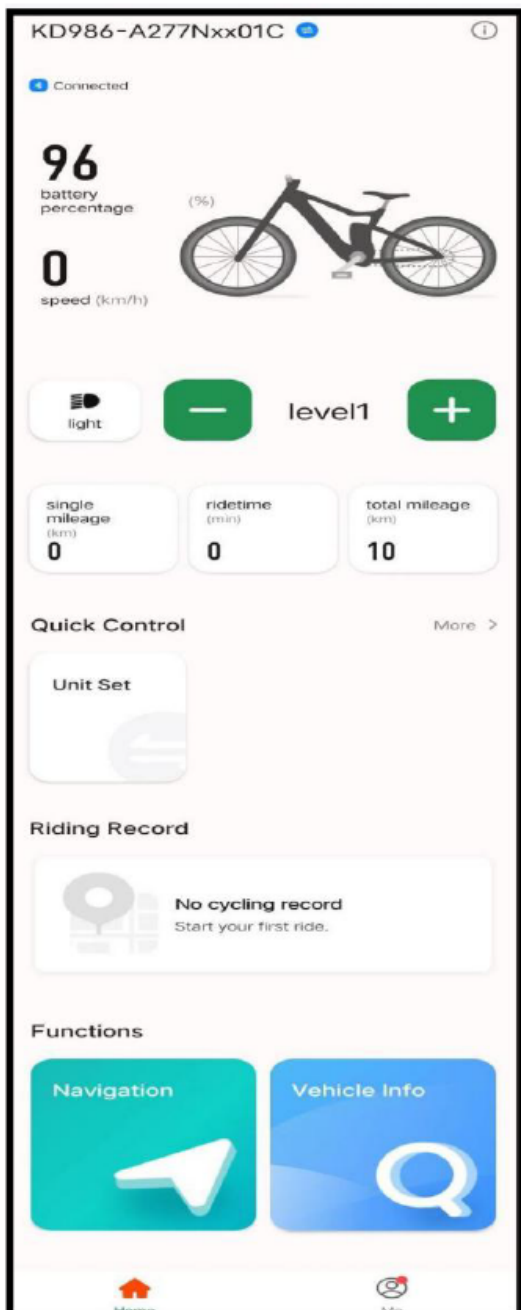 KD986-A277Nxx01C
Connected
96
battery
percentage
(%)
0
speed (km/h)
light
level1
single
mileage
(km)
0
ridetime
(min)
0
total mileage
(km)
10
Quick Control
More >
Unit Set
Riding Record
No cycling record
Start your first ride.
Functions
Navigation
Vehicle Info
Home
Me